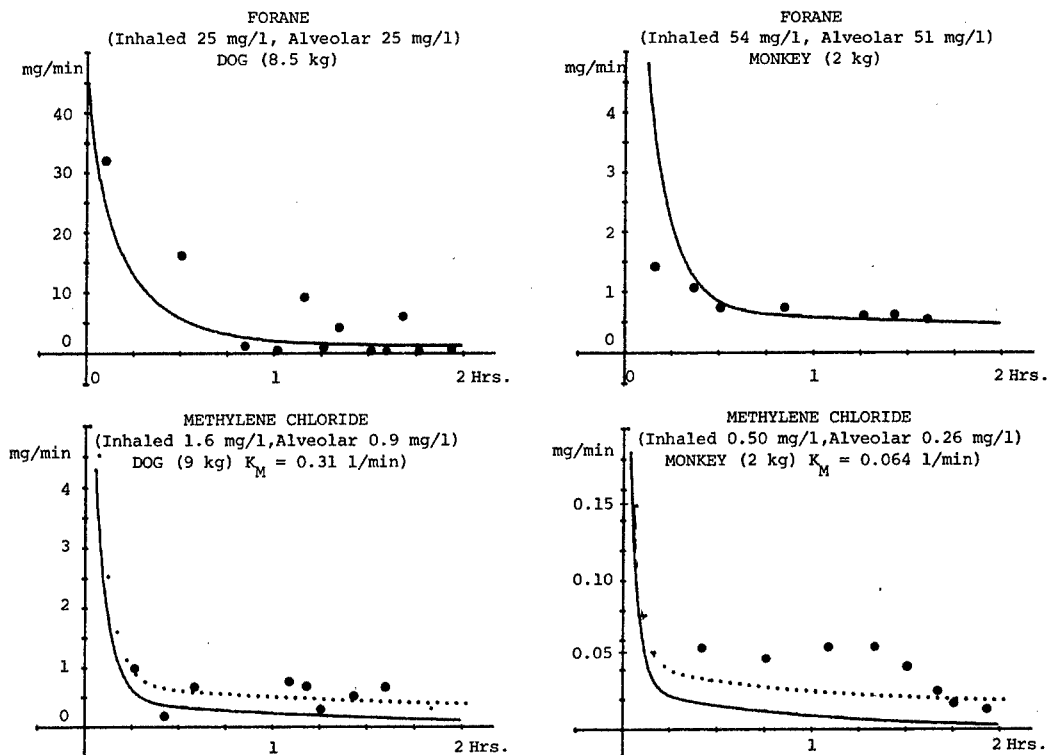 FORANE
(Inhaled 25 mg/l, Alveolar 25 mg/l)
DOG (8.5 kg)
mg/min
40
30
20
10
0
0
1
2 Hrs.
FORANE
(Inhaled 54 mg/l, Alveolar 51 mg/l)
MONKEY (2 kg)
mg/min
4
3
2
1
0
0
1
2 Hrs.
METHYLENE CHLORIDE
(Inhaled 1.6 mg/l,Alveolar 0.9 mg/l)
DOG (9 kg) K_M = 0.31 l/min)
mg/min
4
3
2
1
0
1
2 Hrs.
METHYLENE CHLORIDE
(Inhaled 0.50 mg/l,Alveolar 0.26 mg/l)
MONKEY (2 kg) K_M = 0.064 l/min)
mg/min
0.15
0.10
0.05
1
2 Hrs.